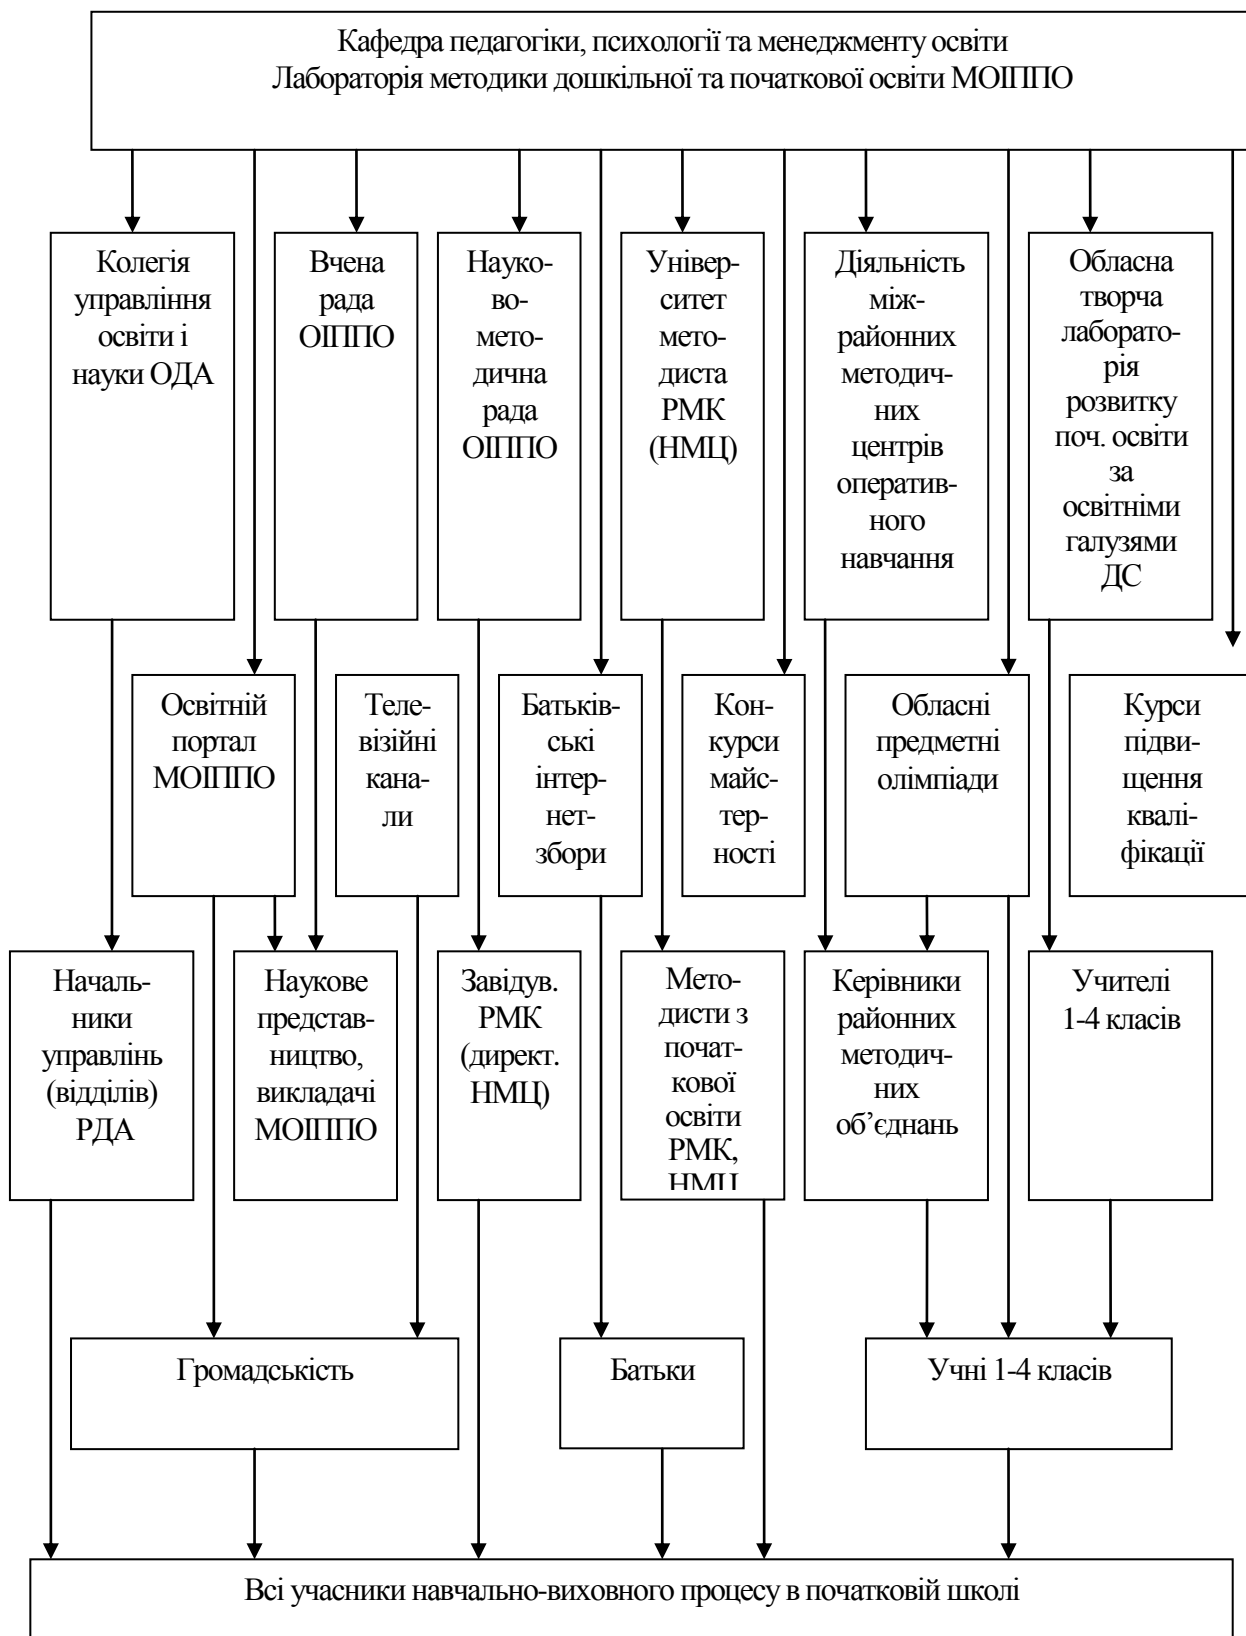 Кафедра педагогіки, психології та менеджменту освіти
Лабораторія методики дошкільної та початкової освіти МОІППО
Колегія
управління
освіти і
науки ОДА
Вчена
рада
ОІППО
Науко-
во-
мето-
дична
рада
ОІППО
Універ-
ситет
мето-
диста
РМК
(НМЦ)
Діяльність
між-
районних
методич-
них
центрів
оператив-
ного
навчання
Обласна
творча
лаборато-
рія
розвитку
поч. освіти
за
освітніми
галузями
ДС
Освітній
портал
МОІППО
Теле-
візійні
кана-
ли
Батьків-
ські
інтер-
нет-
збори
Кон-
курси
майс-
тер-
ності
Обласні
предметні
олімпіади
Курси
підви-
щення
квалі-
фікації
Началь-
ники
управлінь
(відділів)
РДА
Наукове
представ-
ництво,
викладачі
МОІППО
Завідув.
РМК
(директ.
НМЦ)
Мето-
дисти з
почат-
кової
освіти
РМК,
НМЦ
Керівники
районних
методич-
них
об’єднань
Учителі
1-4 класів
Громадськість
Батьки
Учні 1-4 класів
Всі учасники навчально-виховного процесу в початковій школі